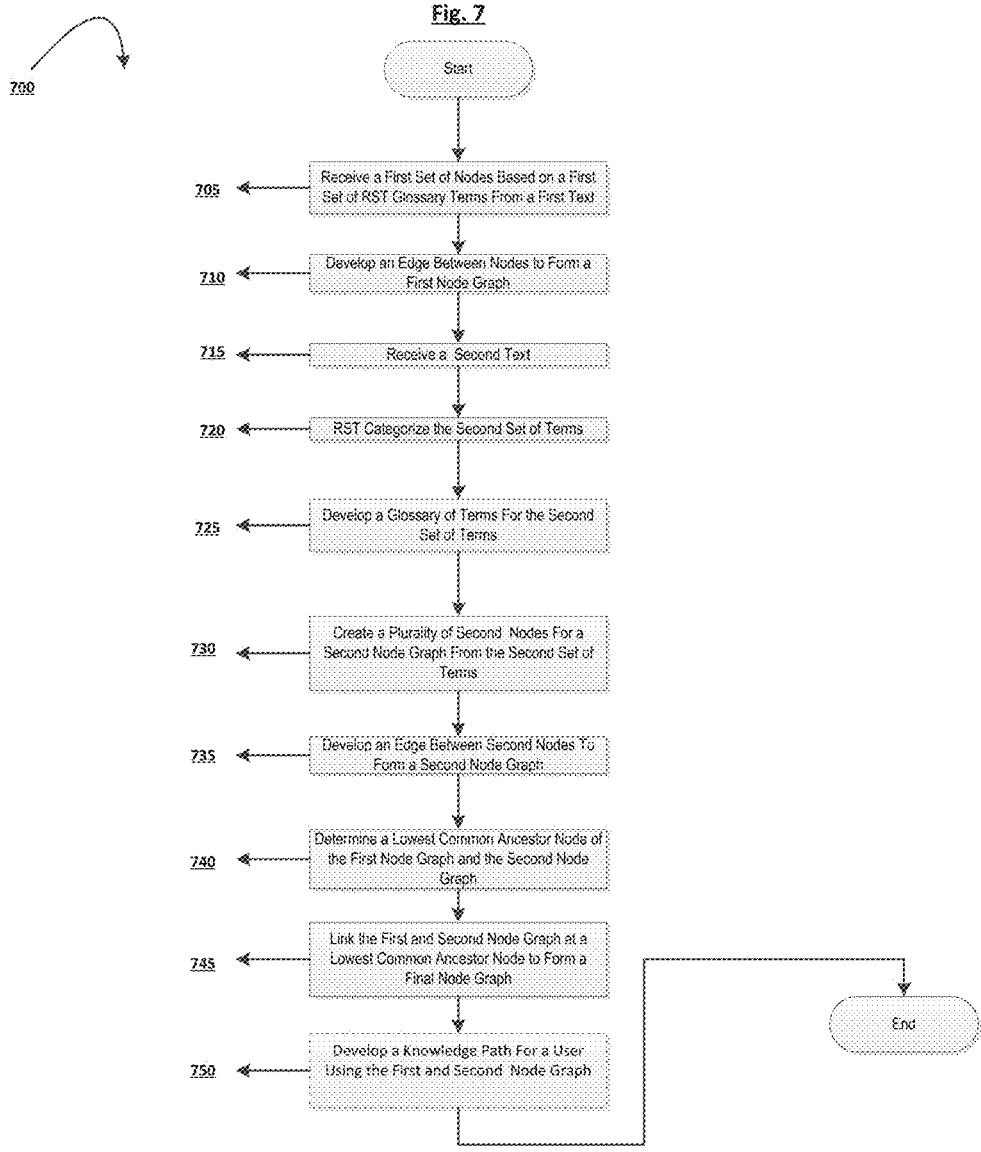 Fig. 7
700
Start
705
Receive a First Set of Nodes Based on a First
Set of RST Glossary Terms From a First Text
710
Develop an Edge Between Nodes to Form a
First Node Graph
715
Receive a Second Text
720
RST Categorize the Second Set of Terms
725
Develop a Glossary of Terms For the Second
Set of Terms
730
Create a Plurality of Second Nodes For a
Second Node Graph From the Second Set of
Terms
735
Develop an Edge Between Second Nodes To
Form a Second Node Graph
740
Determine a Lowest Common Ancestor Node of
the First Node Graph and the Second Node
Graph
745
Link the First and Second Node Graph at a
Lowest Common Ancestor Node to Form a
Final Node Graph
750
Develop a Knowledge Path For a User
Using the First and Second Node Graph
End